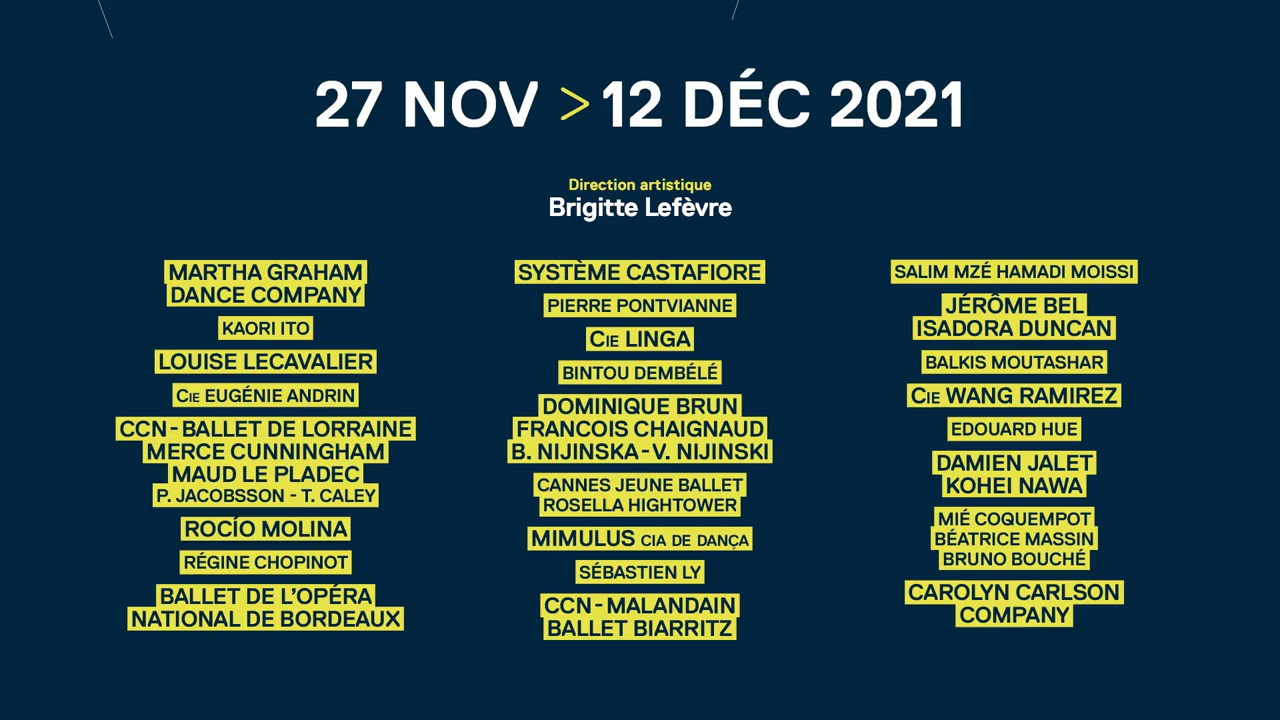 27 NOV > 12 DÉC 2021
Direction artistique
Brigitte Lefèvre
MARTHA GRAHAM
DANCE COMPANY
KAORI ITO
LOUISE LECAVALIER
CIE EUGÉNIE ANDRIN
CCN - BALLET DE LORRAINE
MERCE CUNNINGHAM
MAUD LE PLADEC
P. JACOBSSON - T. CALEY
ROCÍO MOLINA
RÉGINE CHOPINOT
BALLET DE L'OPÉRA
NATIONAL DE BORDEAUX
SYSTÈME CASTAFIORE
PIERRE PONTVIANNE
CIE LINGA
BINTOU DEMBÉLÉ
DOMINIQUE BRUN
FRANCOIS CHAIGNAUD
B. NIJINSKA - V. NIJINSKI
CANNES JEUNE BALLET
ROSELLA HIGHTOWER
MIMULUS CIA DE DANÇA
SÉBASTIEN LY
CCN - MALANDAIN
BALLET BIARRITZ
SALIM MZÉ HAMADI MOISSI
JÉRÔME BEL
ISADORA DUNCAN
BALKIS MOUTASHAR
CIE WANG RAMIREZ
EDOUARD HUE
DAMIEN JALET
KOHEI NAWA
MIÉ COQUEMPOT
BÉATRICE MASSIN
BRUNO BOUCHÉ
CAROLYN CARLSON
COMPANY